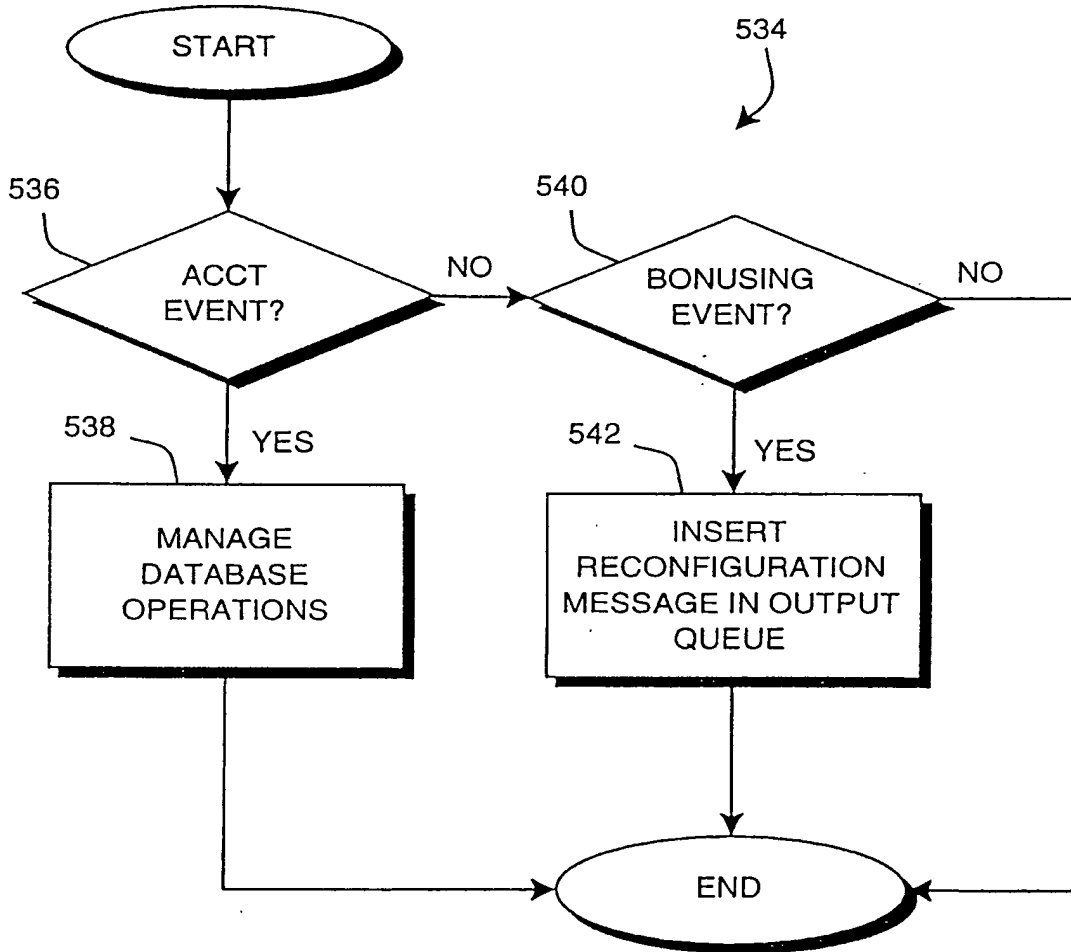 START
534
536
ACCT
EVENT?
NO
540
BONUSING
EVENT?
NO
538
YES
MANAGE
DATABASE
OPERATIONS
542
YES
INSERT
RECONFIGURATION
MESSAGE IN OUTPUT
QUEUE
END